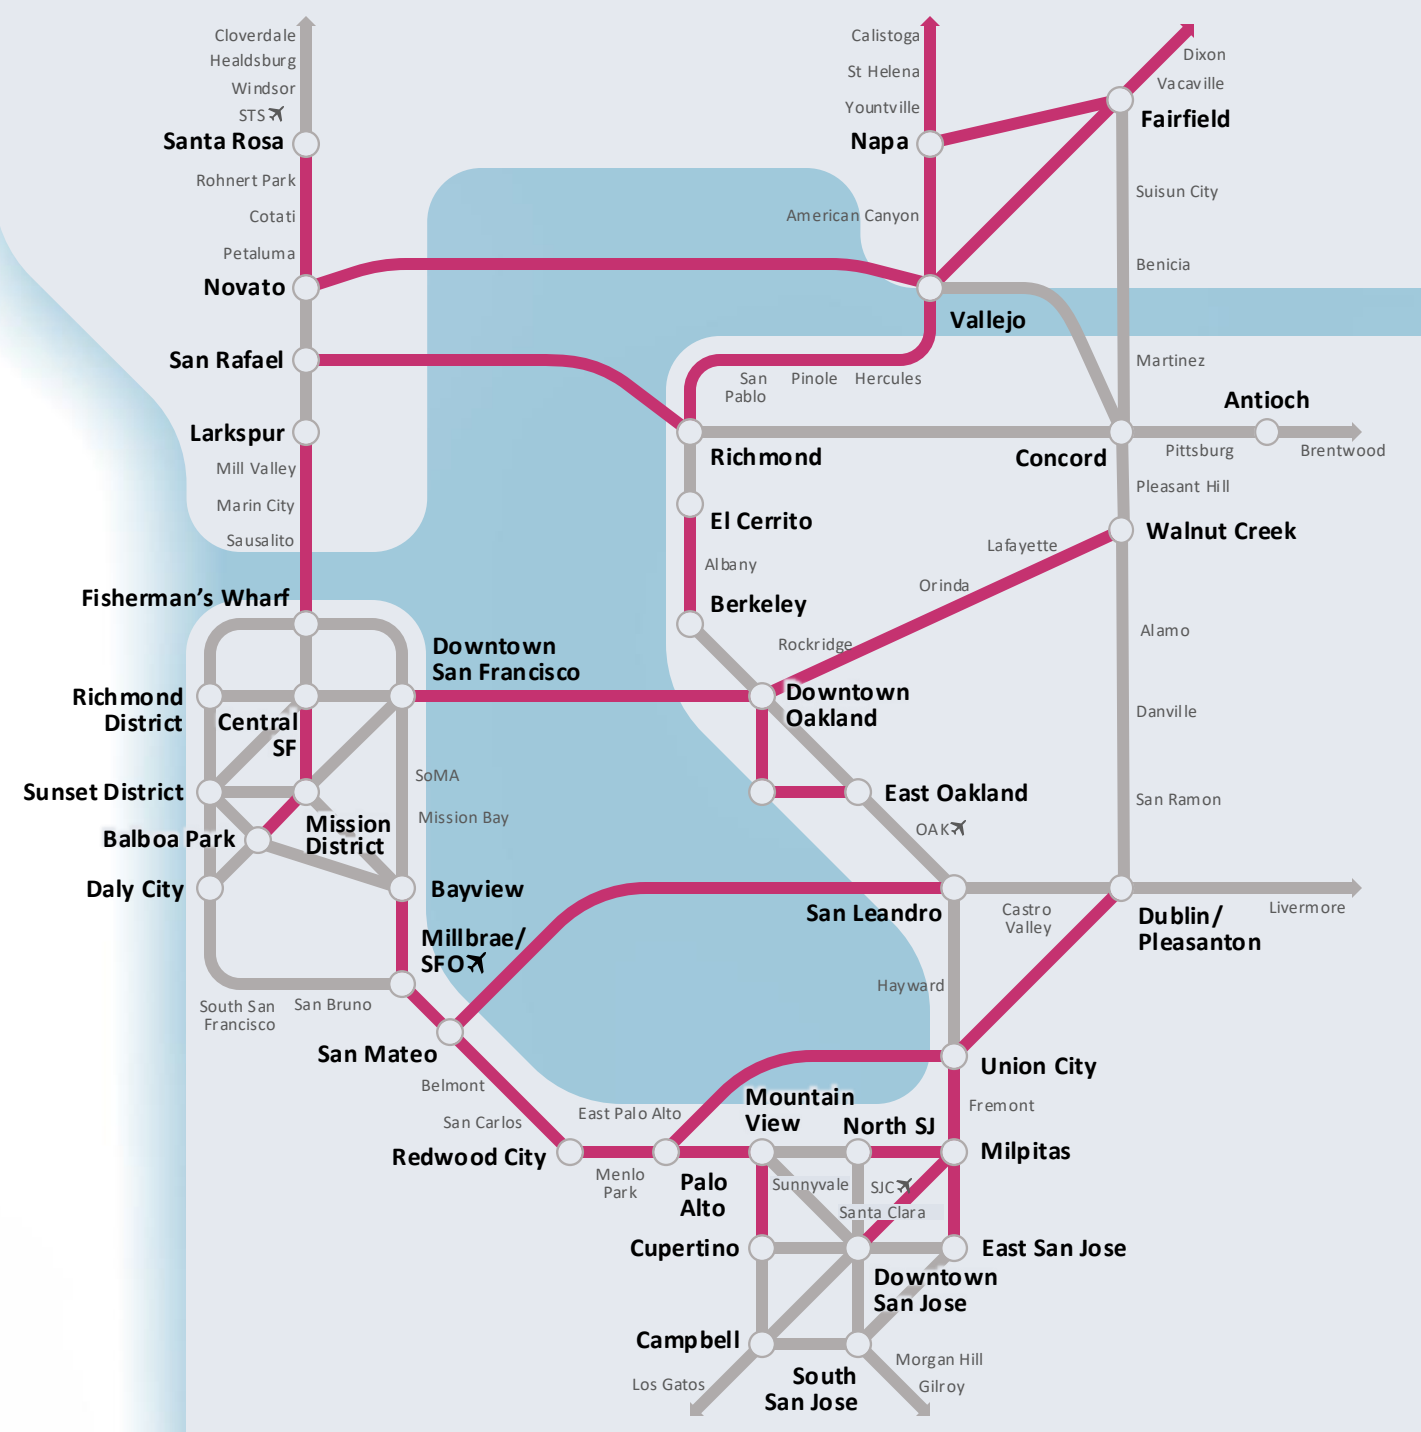 Cloverdale
Healdsburg
Windsor
STS
Santa Rosa
Rohnert Park
Cotati
Petaluma
Novato
San Rafael
Larkspur
Mill Valley
Marin City
Sausalito
Fisherman’s Wharf
Calistoga
St Helena
Yountville
Napa
American Canyon
Dixon
Vacaville
Fairfield
Suisun City
Benicia
Vallejo
Martinez
San
Pablo
Pinole
Hercules
Antioch
Richmond
Concord
Pittsburg
Brentwood
Pleasant Hill
El Cerrito
Walnut Creek
Lafayette
Orinda
Albany
Berkeley
Rockridge
Alamo
Downtown
San Francisco
Richmond
District
Central
SF
Downtown
Oakland
Danville
SoMA
Mission Bay
Sunset District
East Oakland
San Ramon
Mission
District
Balboa Park
OAK
Daly City
Bayview
San Leandro
Castro
Valley
Dublin/
Pleasanton
Livermore
Millbrae/
SFO
South San
Francisco
San Bruno
Hayward
San Mateo
Union City
Belmont
San Carlos
East Palo Alto
Mountain
View
North SJ
Fremont
Redwood City
Milpitas
Menlo
Park
Palo
Alto
Sunnyvale
SJC
Santa Clara
Cupertino
East San Jose
Downtown
San Jose
Campbell
South
San Jose
Morgan Hill
Gilroy
Los Gatos